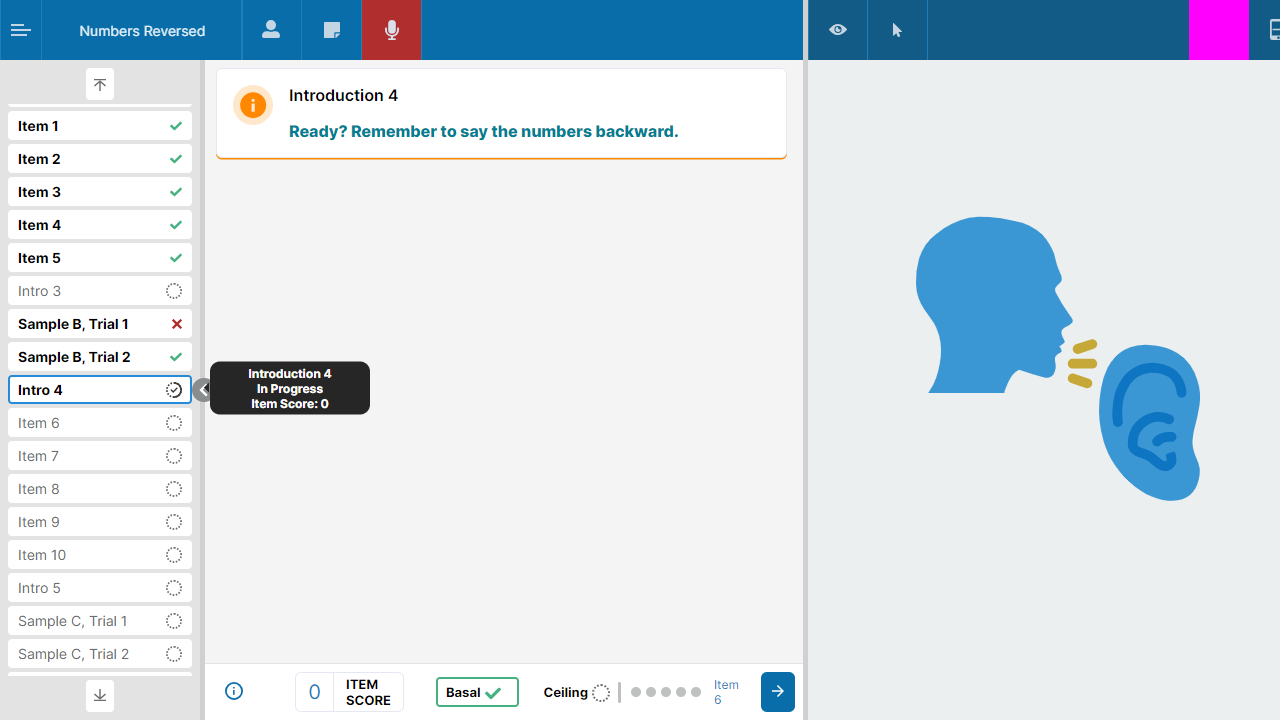 Numbers Reversed
Item 1
Item 2
Item 3
Item 4
Item 5
Intro 3
Sample B, Trial 1
Sample B, Trial 2
Intro 4
Item 6
Item 7
Item 8
Item 9
Item 10
Intro 5
Sample C, Trial 1
Sample C, Trial 2
Introduction 4
Ready? Remember to say the numbers backward.
Introduction 4
In Progress
Item Score: 0
0
ITEM
SCORE
Basal
Ceiling
Item
6